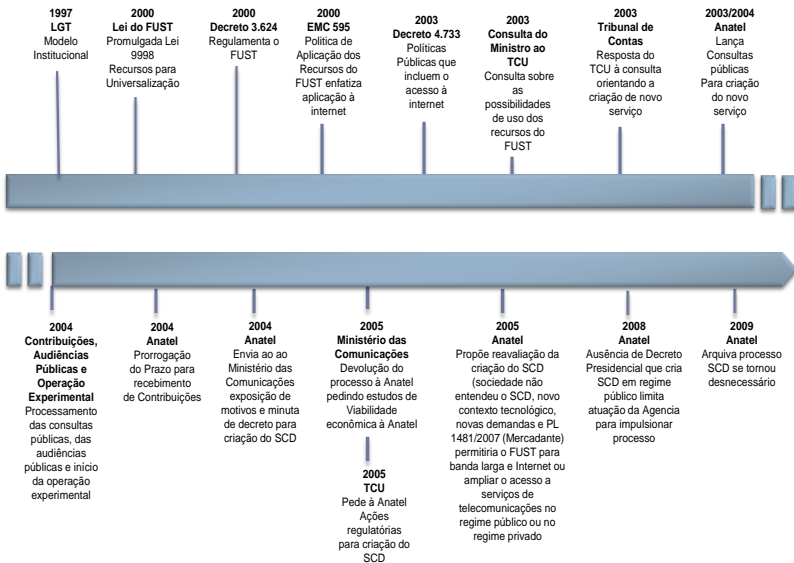 1997
LGT
Modelo
Institucional
2000
Lei do FUST
Promulgada Lei
9998
Recursos para
Universalização
2000
Decreto 3.624
Regulamenta o
FUST
2000
EMC 595
Politica de
Aplicação dos
Recursos do
FUST enfatiza
aplicação à
internet
2003
Decreto 4.733
Políticas
Públicas que
incluem o
acesso à
internet
2003
Consulta do
Ministro ao
TCU
Consulta sobre
as
possibilidades
de uso dos
recursos do
FUST
2003
Tribunal de
Contas
Resposta do
TCU à consulta
orientando a
criação de novo
serviço
2003/2004
Anatel
Lança
Consultas
públicas
Para criação
do novo
serviço
2004
Contribuições,
Audiências
Públicas e
Operação
Experimental
Processamento
das consultas
públicas, das
audiências
públicas e início
da operação
experimental
2004
Anatel
Prorrogação
do Prazo para
recebimento
de Contribuições
2004
Anatel
Envia ao ao
Ministério das
Comunicações
exposição de
motivos e minuta
de decreto para
criação do SCD
2005
Ministério das
Comunicações
Devolução do
processo à Anatel
pedindo estudos de
Viabilidade
econômica à Anatel
2005
TCU
Pede à Anatel
Ações
regulatórias
para criação do
SCD
2005
Anatel
Propõe reavaliação da
criação do SCD
(sociedade não
entendeu o SCD, novo
contexto tecnológico,
novas demandas e PL
1481/2007 (Mercadante)
permitiria o FUST para
banda larga e Internet ou
ampliar o acesso a
serviços de
telecomunicações no
regime público ou no
regime privado
2008
Anatel
Ausência de Decreto
Presidencial que cria
SCD em regime
público limita
atuação da Agencia
para impulsionar
processo
2009
Anatel
Arquiva processo
SCD se tornou
desnecessário